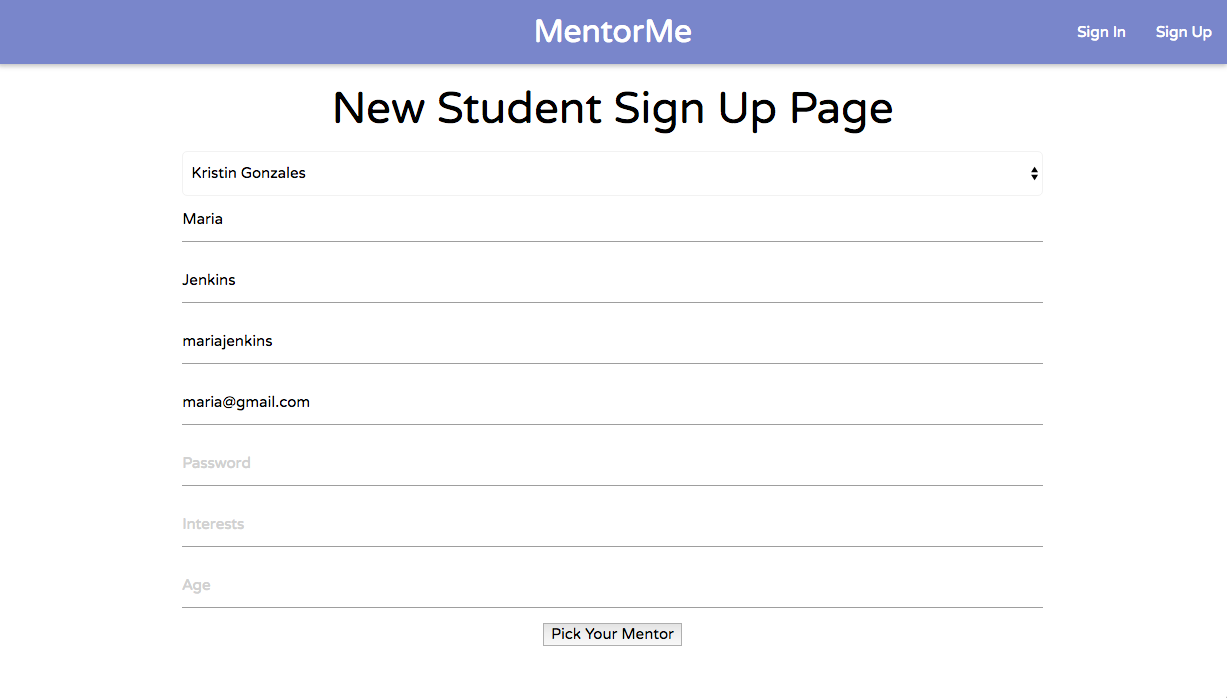 MentorMe
Sign In
Sign Up
New Student Sign Up Page
Kristin Gonzales
Maria
Jenkins
mariajenkins
maria@gmail.com
Password
Interests
Age
Pick Your Mentor